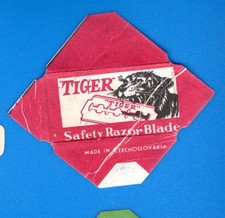 TIGER
TIGER
Safety Razor Blade
MADE IN CZECHOSLOVAKIA